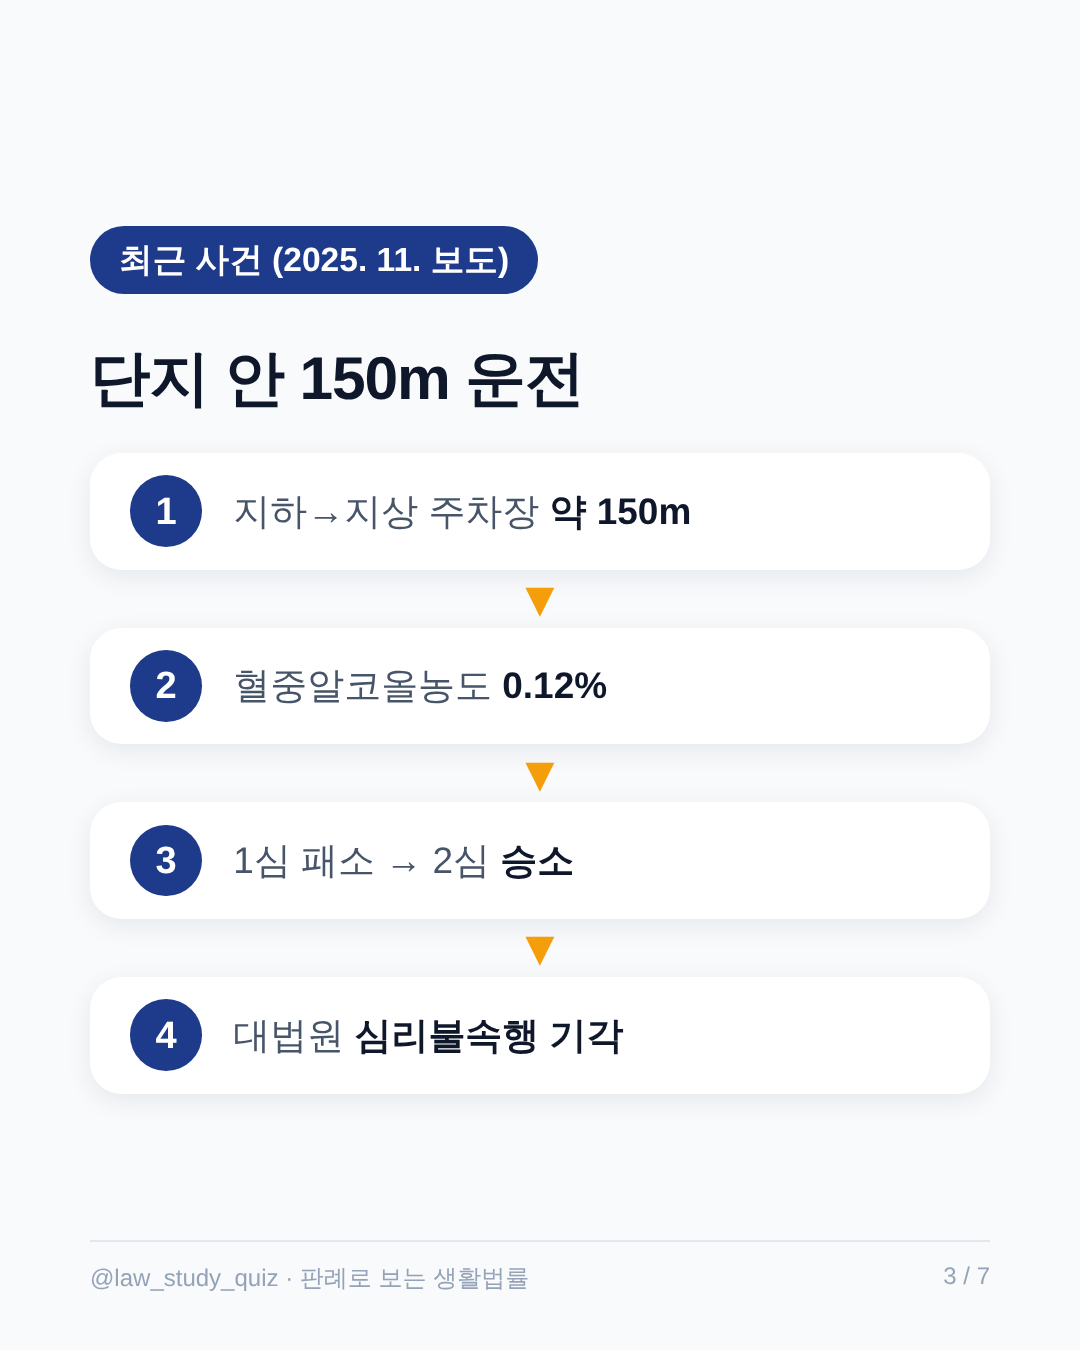 최근 사건 (2025. 11. 보도)
단지 안 150m 운전
1 지하→지상 주차장 약 150m
▼
2 혈중알코올농도 0.12%
▼
3 1심 패소 → 2심 승소
▼
4 대법원 심리불속행 기각
@law_study_quiz · 판례로 보는 생활법률
3 / 7